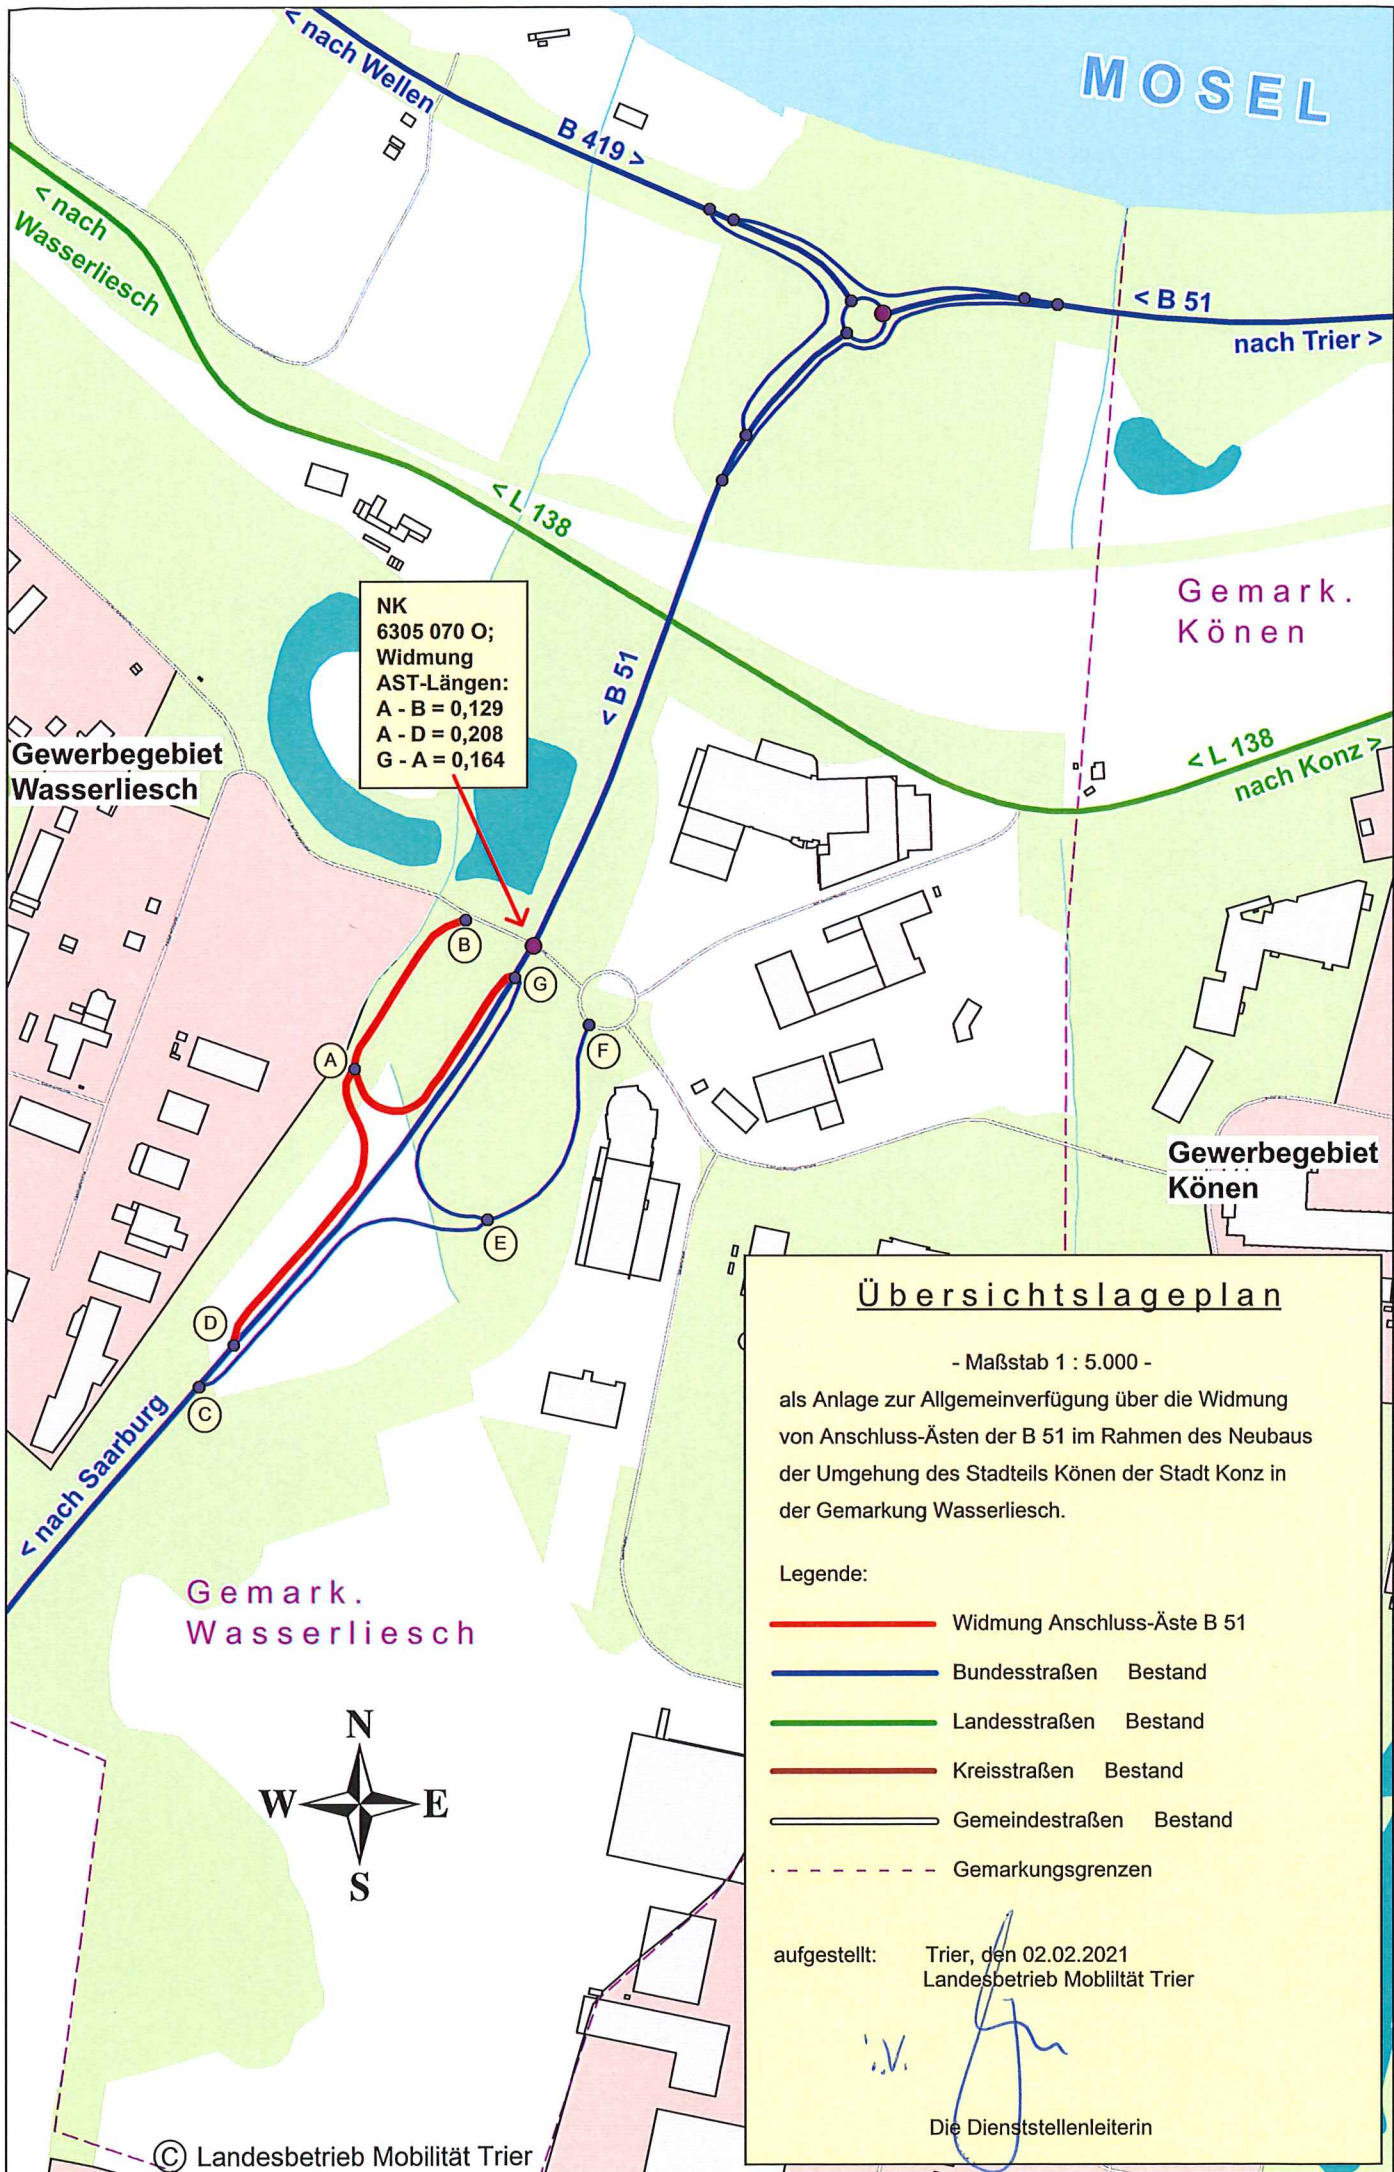 < nach Wellen
B 419 >
MOSEL
< nach
Wasserliesch
< B 51
nach Trier >
< L 138
Gemark.
Könen
NK
6305 070 O;
Widmung
AST-Längen:
A - B = 0,129
A - D = 0,208
G - A = 0,164
< B 51
Gewerbegebiet
Wasserliesch
< L 138
nach Konz >
B
G
F
A
E
D
C
Gewerbegebiet
Könen
< nach Saarburg
Gemark.
Wasserliesch
N
W
E
S
Übersichtslageplan
- Maßstab 1 : 5.000 -
als Anlage zur Allgemeinverfügung über die Widmung
von Anschluss-Ästen der B 51 im Rahmen des Neubaus
der Umgehung des Stadteils Könen der Stadt Konz in
der Gemarkung Wasserliesch.
Legende:
Widmung Anschluss-Äste B 51
Bundesstraßen Bestand
Landesstraßen Bestand
Kreisstraßen Bestand
Gemeindestraßen Bestand
Gemarkungsgrenzen
aufgestellt: Trier, den 02.02.2021
Landesbetrieb Moblilität Trier
i.V.
Die Dienststellenleiterin
© Landesbetrieb Mobilität Trier